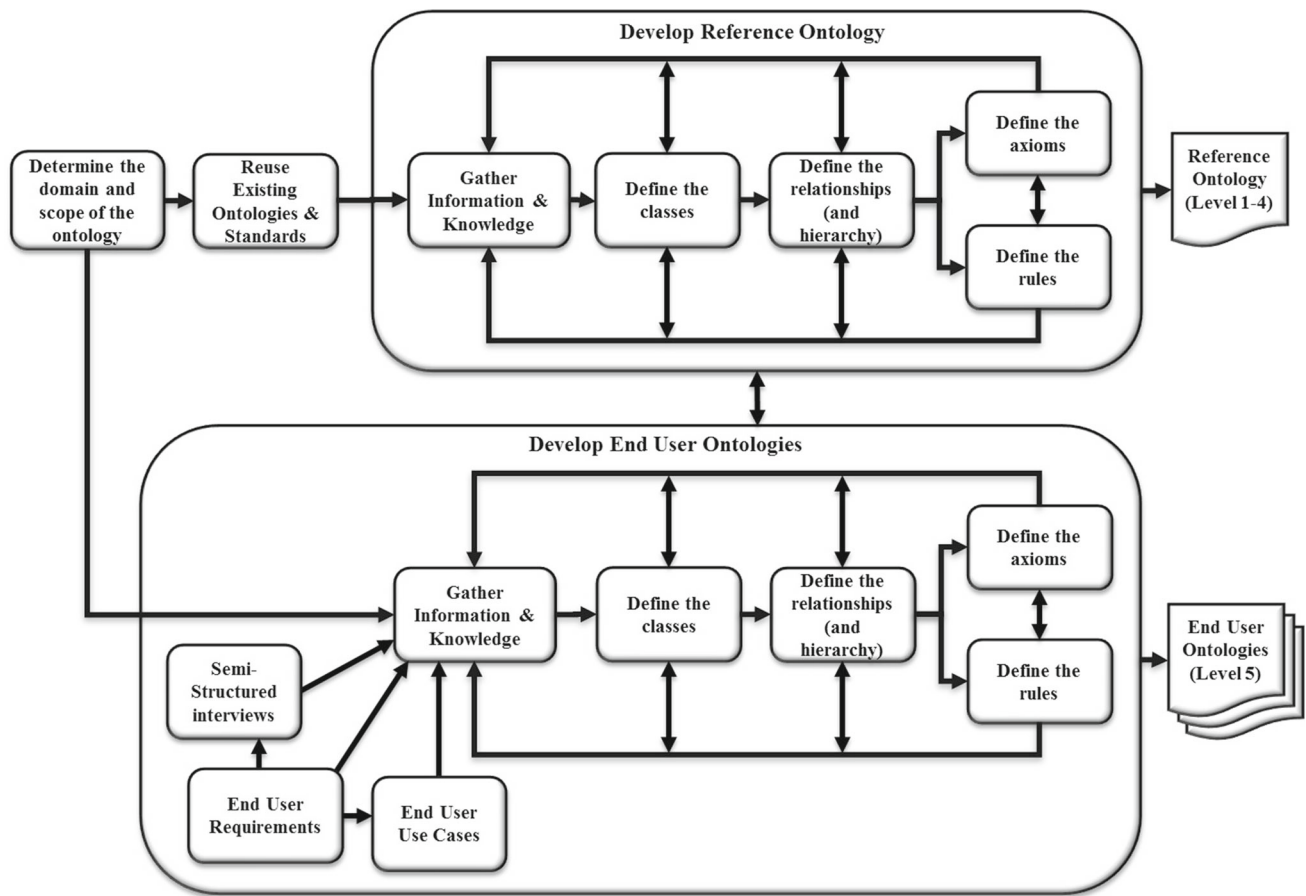 Develop Reference Ontology
Determine the
domain and
scope of the
ontology
Reuse
Existing
Ontologies &
Standards
Gather
Information &
Knowledge
Define the
classes
Define the
relationships
(and
hierarchy)
Define the
axioms
Define the
rules
Reference
Ontology
(Level 1-4)
Develop End User Ontologies
Gather
Information &
Knowledge
Define the
classes
Define the
relationships
(and
hierarchy)
Define the
axioms
Define the
rules
End User
Ontologies
(Level 5)
Semi-
Structured
interviews
End User
Requirements
End User
Use Cases